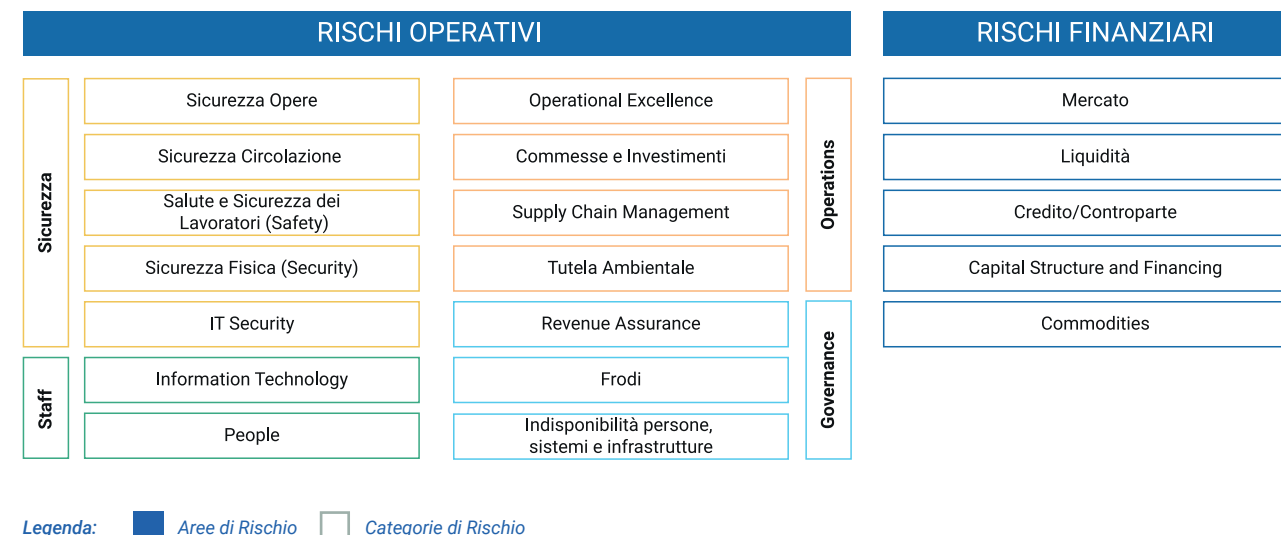 RISCHI OPERATIVI
Sicurezza
Sicurezza Opere
Sicurezza Circolazione
Salute e Sicurezza dei
Lavoratori (Safety)
Sicurezza Fisica (Security)
IT Security
Staff
Information Technology
People
Operational Excellence
Commesse e Investimenti
Supply Chain Management
Tutela Ambientale
Operations
Revenue Assurance
Frodi
Indisponibilità persone,
sistemi e infrastrutture
Governance
RISCHI FINANZIARI
Mercato
Liquidità
Credito/Controparte
Capital Structure and Financing
Commodities
Legenda: Aree di Rischio Categorie di Rischio